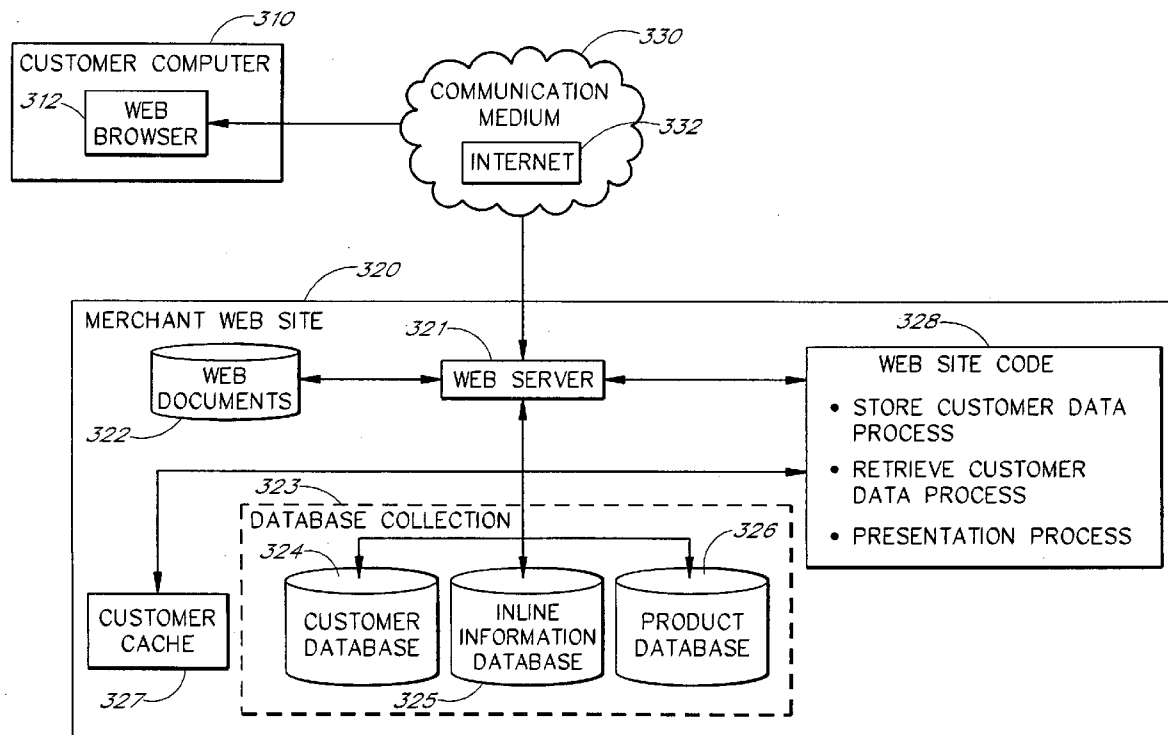 310
CUSTOMER COMPUTER
312
WEB
BROWSER
330
COMMUNICATION
MEDIUM
332
INTERNET
320
MERCHANT WEB SITE
321
WEB SERVER
WEB
DOCUMENTS
322
328
WEB SITE CODE
• STORE CUSTOMER DATA
PROCESS
• RETRIEVE CUSTOMER
DATA PROCESS
• PRESENTATION PROCESS
323
DATABASE COLLECTION
324
CUSTOMER
DATABASE
INLINE
INFORMATION
DATABASE
325
326
PRODUCT
DATABASE
CUSTOMER
CACHE
327